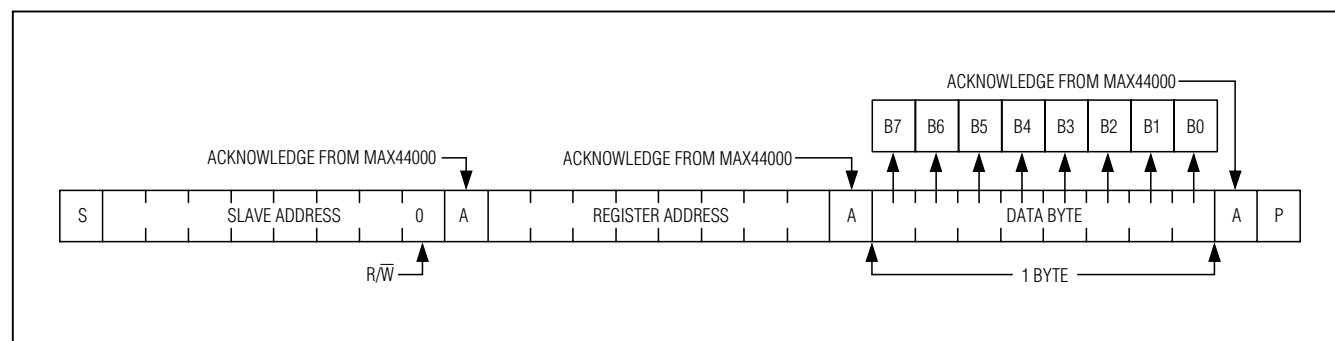 ACKNOWLEDGE FROM MAX44000
B7 B6 B5 B4 B3 B2 B1 B0
ACKNOWLEDGE FROM MAX44000 ACKNOWLEDGE FROM MAX44000
S SLAVE ADDRESS 0 A REGISTER ADDRESS A DATA BYTE A P
R/W̅ 1 BYTE